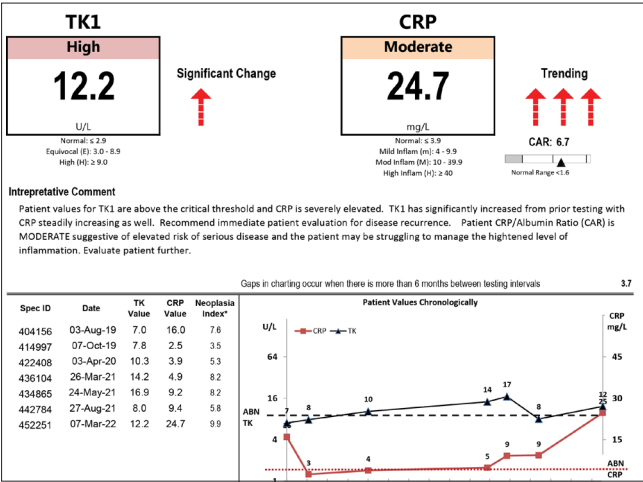 TK1
High
12.2
U/L
Normal: ≤ 2.9
Equivocal (E): 3.0 - 8.9
High (H): ≥ 9.0
Significant Change
CRP
Moderate
24.7
mg/L
Normal: ≤ 3.9
Mild Inflam (m): 4 - 9.9
Mod Inflam (M): 10 - 39.9
High Inflam (H): ≥ 40
Trending
CAR: 6.7
Normal Range <1.6
Intrepretative Comment
Patient values for TK1 are above the critical threshold and CRP is severely elevated. TK1 has significantly increased from prior testing with
CRP steadily increasing as well. Recommend immediate patient evaluation for disease recurrence. Patient CRP/Albumin Ratio (CAR) is
MODERATE suggestive of elevated risk of serious disease and the patient may be struggling to manage the hightened level of
inflammation. Evaluate patient further.
Gaps in charting occur when there is more than 6 months between testing intervals 3.7
Spec ID Date TK Value CRP Value Neoplasia Index*
404156 03-Aug-19 7.0 16.0 7.6
414997 07-Oct-19 7.8 2.5 3.5
422408 03-Apr-20 10.3 3.9 5.3
436104 26-Mar-21 14.2 4.9 8.2
434865 24-May-21 16.9 9.2 8.2
442784 27-Aug-21 8.0 9.4 5.8
452251 07-Mar-22 12.2 24.7 9.9
Patient Values Chronologically
U/L
CRP TK
CRP
mg/L
64 45
16 30
4 15
1
ABN
TK
ABN
CRP
7 8 10 14 17 8 12
3 4 5 9 9 25